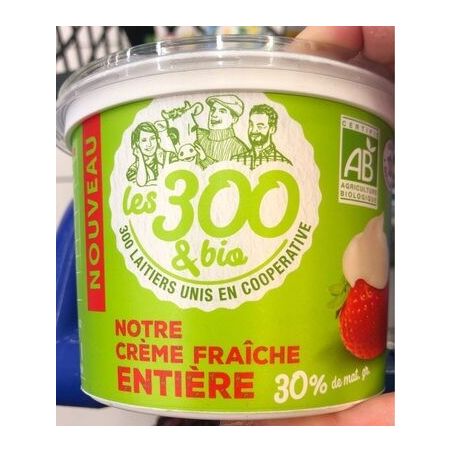 NOUVEAU
les 300
& bio
300 LAITIERS UNIS EN COOPÉRATIVE
CERTIFIÉ
AB
AGRICULTURE
BIOLOGIQUE
NOTRE
CRÈME FRAÎCHE
ENTIÈRE 30% de mat. gr.